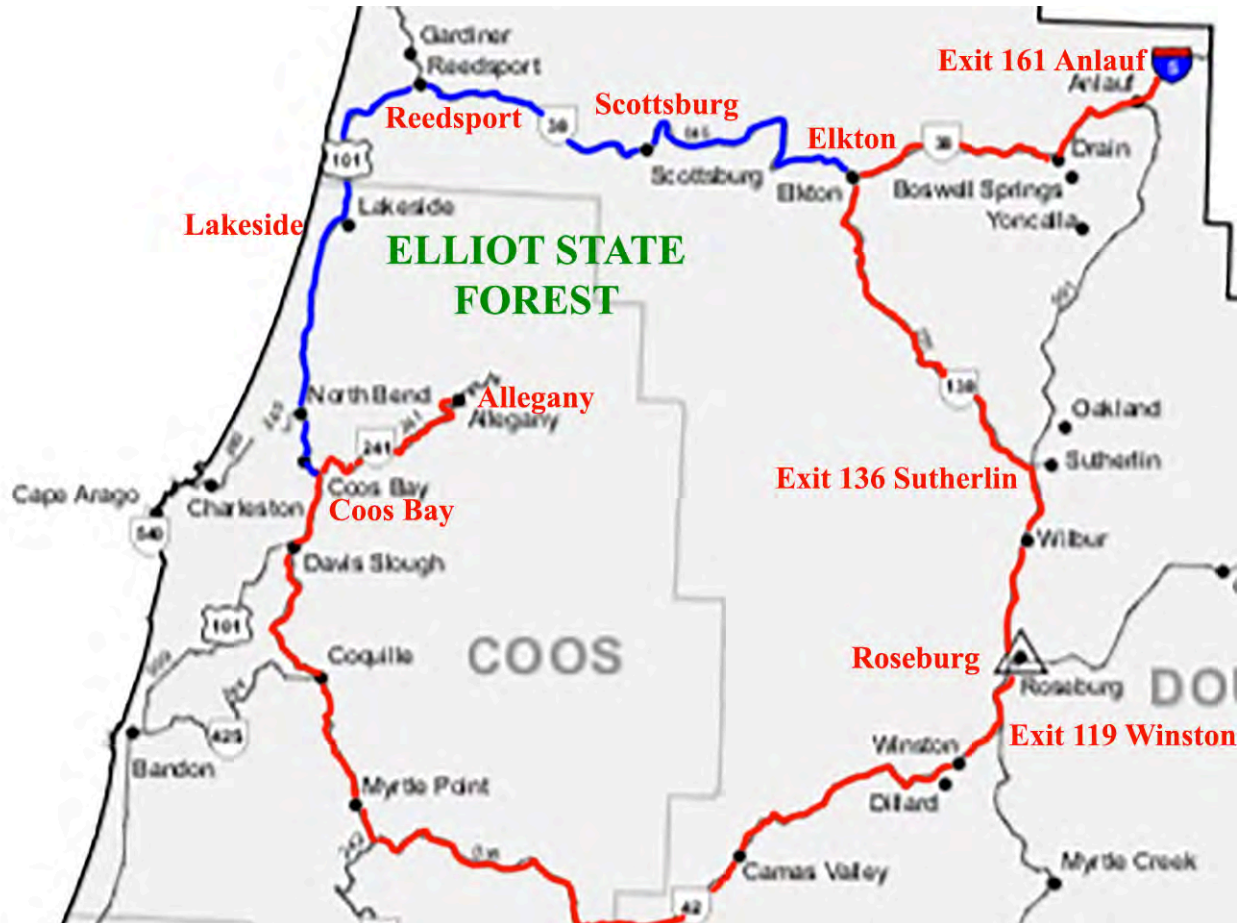 Gardiner
Reedsport
Exit 161 Anlauf
5
Anlauf
Reedsport
Scottsburg
38
Elkton
38
Drain
101
Scottsburg
Elkton
Boswell Springs
Yoncalla
Lakeside
Lakeside
ELLIOT STATE
FOREST
138
North Bend
Allegany
Allegany
241
Oakland
Exit 136 Sutherlin
Sutherlin
Cape Arago
Charleston
Coos Bay
Coos Bay
540
Wilbur
Davis Slough
101
COOS
Roseburg
Coquille
Roseburg
DOU
42S
Exit 119 Winston
Bandon
Winston
Myrtle Point
Dillard
242
Camas Valley
Myrtle Creek
42